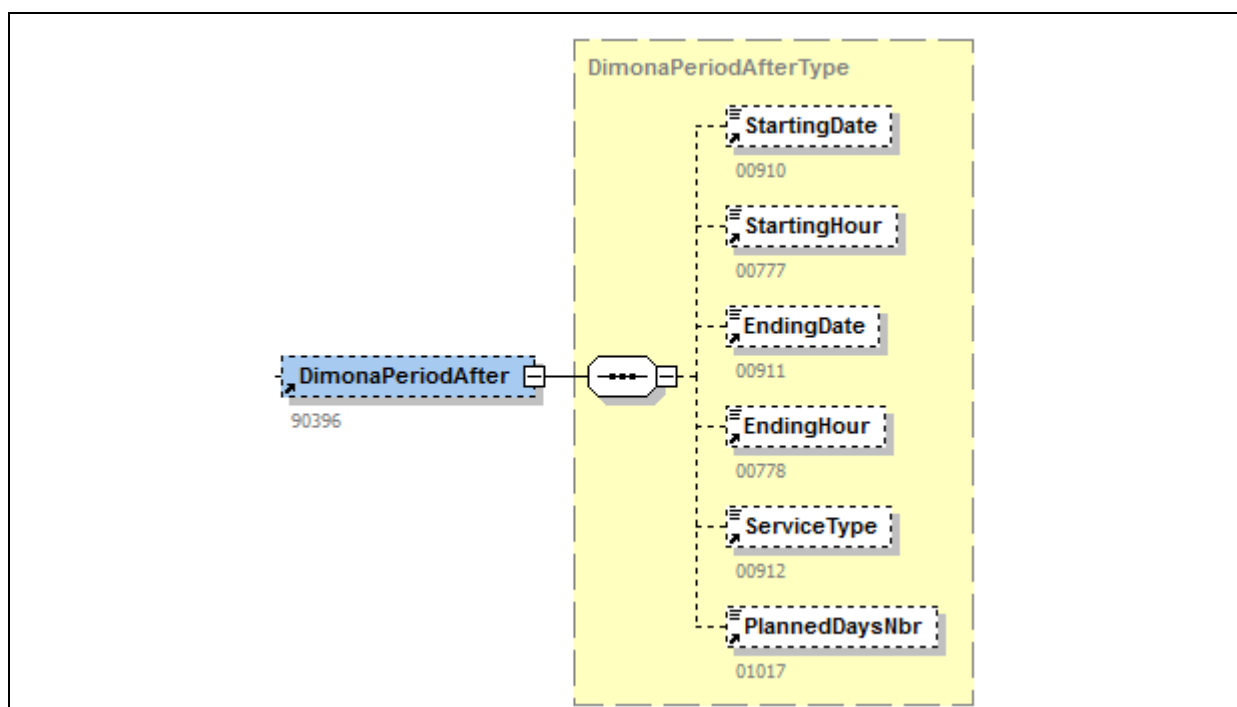 DimonaPeriodAfterType
StartingDate
00910
StartingHour
00777
EndingDate
00911
DimonaPeriodAfter
90396
EndingHour
00778
ServiceType
00912
PlannedDaysNbr
01017